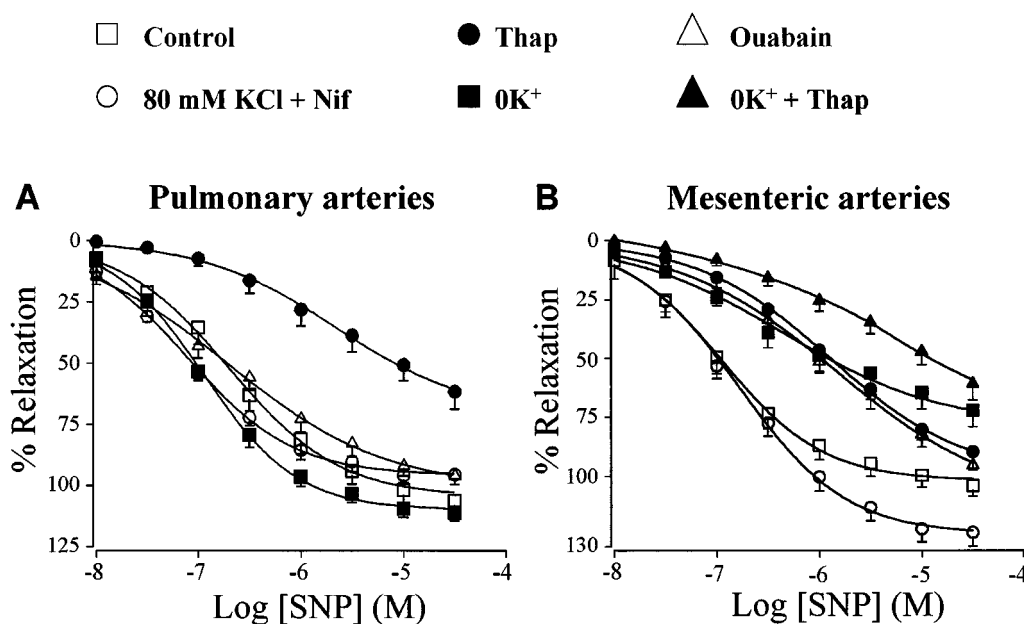 Control
Thap
Ouabain
80 mM KCl + Nif
0K⁺
0K⁺ + Thap
A Pulmonary arteries
% Relaxation
0
25
50
75
100
125
-8 -7 -6 -5 -4
Log [SNP] (M)
B Mesenteric arteries
% Relaxation
0
25
50
75
100
130
-8 -7 -6 -5 -4
Log [SNP] (M)